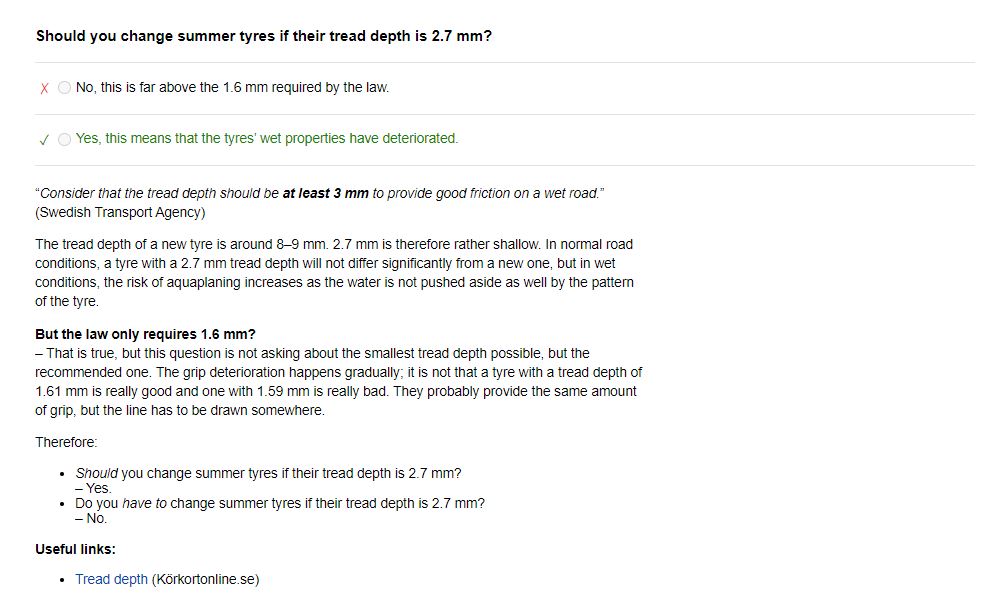 Should you change summer tyres if their tread depth is 2.7 mm?
X No, this is far above the 1.6 mm required by the law.
✓ Yes, this means that the tyres' wet properties have deteriorated.
“Consider that the tread depth should be at least 3 mm to provide good friction on a wet road.”
(Swedish Transport Agency)
The tread depth of a new tyre is around 8–9 mm. 2.7 mm is therefore rather shallow. In normal road
conditions, a tyre with a 2.7 mm tread depth will not differ significantly from a new one, but in wet
conditions, the risk of aquaplaning increases as the water is not pushed aside as well by the pattern
of the tyre.
But the law only requires 1.6 mm?
– That is true, but this question is not asking about the smallest tread depth possible, but the
recommended one. The grip deterioration happens gradually; it is not that a tyre with a tread depth of
1.61 mm is really good and one with 1.59 mm is really bad. They probably provide the same amount
of grip, but the line has to be drawn somewhere.
Therefore:
• Should you change summer tyres if their tread depth is 2.7 mm?
– Yes.
• Do you have to change summer tyres if their tread depth is 2.7 mm?
– No.
Useful links:
• Tread depth (Körkortonline.se)